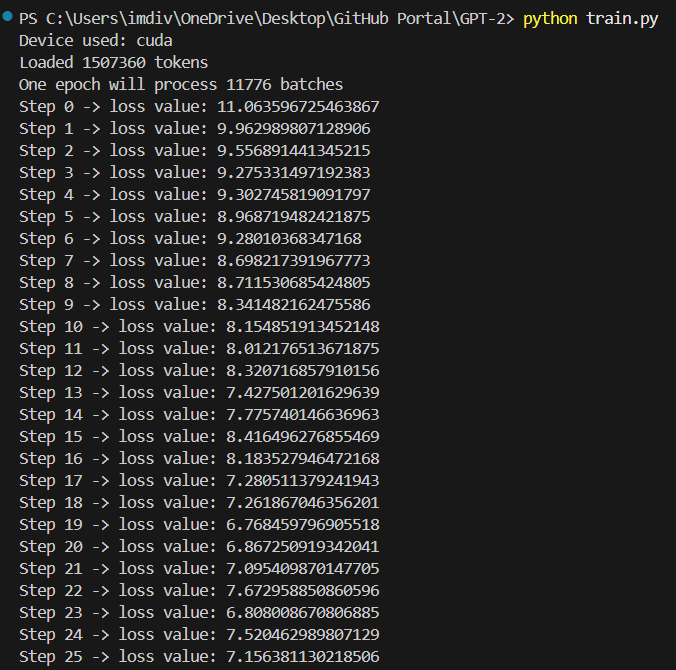 PS C:\Users\imdiv\OneDrive\Desktop\GitHub Portal\GPT-2> python train.py
Device used: cuda
Loaded 1507360 tokens
One epoch will process 11776 batches
Step 0 -> loss value: 11.063596725463867
Step 1 -> loss value: 9.962989807128906
Step 2 -> loss value: 9.556891441345215
Step 3 -> loss value: 9.275331497192383
Step 4 -> loss value: 9.302745819091797
Step 5 -> loss value: 8.968719482421875
Step 6 -> loss value: 9.28010368347168
Step 7 -> loss value: 8.698217391967773
Step 8 -> loss value: 8.711530685424805
Step 9 -> loss value: 8.341482162475586
Step 10 -> loss value: 8.154851913452148
Step 11 -> loss value: 8.012176513671875
Step 12 -> loss value: 8.320716857910156
Step 13 -> loss value: 7.427501201629639
Step 14 -> loss value: 7.775740146636963
Step 15 -> loss value: 8.416496276855469
Step 16 -> loss value: 8.183527946472168
Step 17 -> loss value: 7.280511379241943
Step 18 -> loss value: 7.261867046356201
Step 19 -> loss value: 6.768459796905518
Step 20 -> loss value: 6.867250919342041
Step 21 -> loss value: 7.095409870147705
Step 22 -> loss value: 7.672958850860596
Step 23 -> loss value: 6.808008670806885
Step 24 -> loss value: 7.520462989807129
Step 25 -> loss value: 7.156381130218506